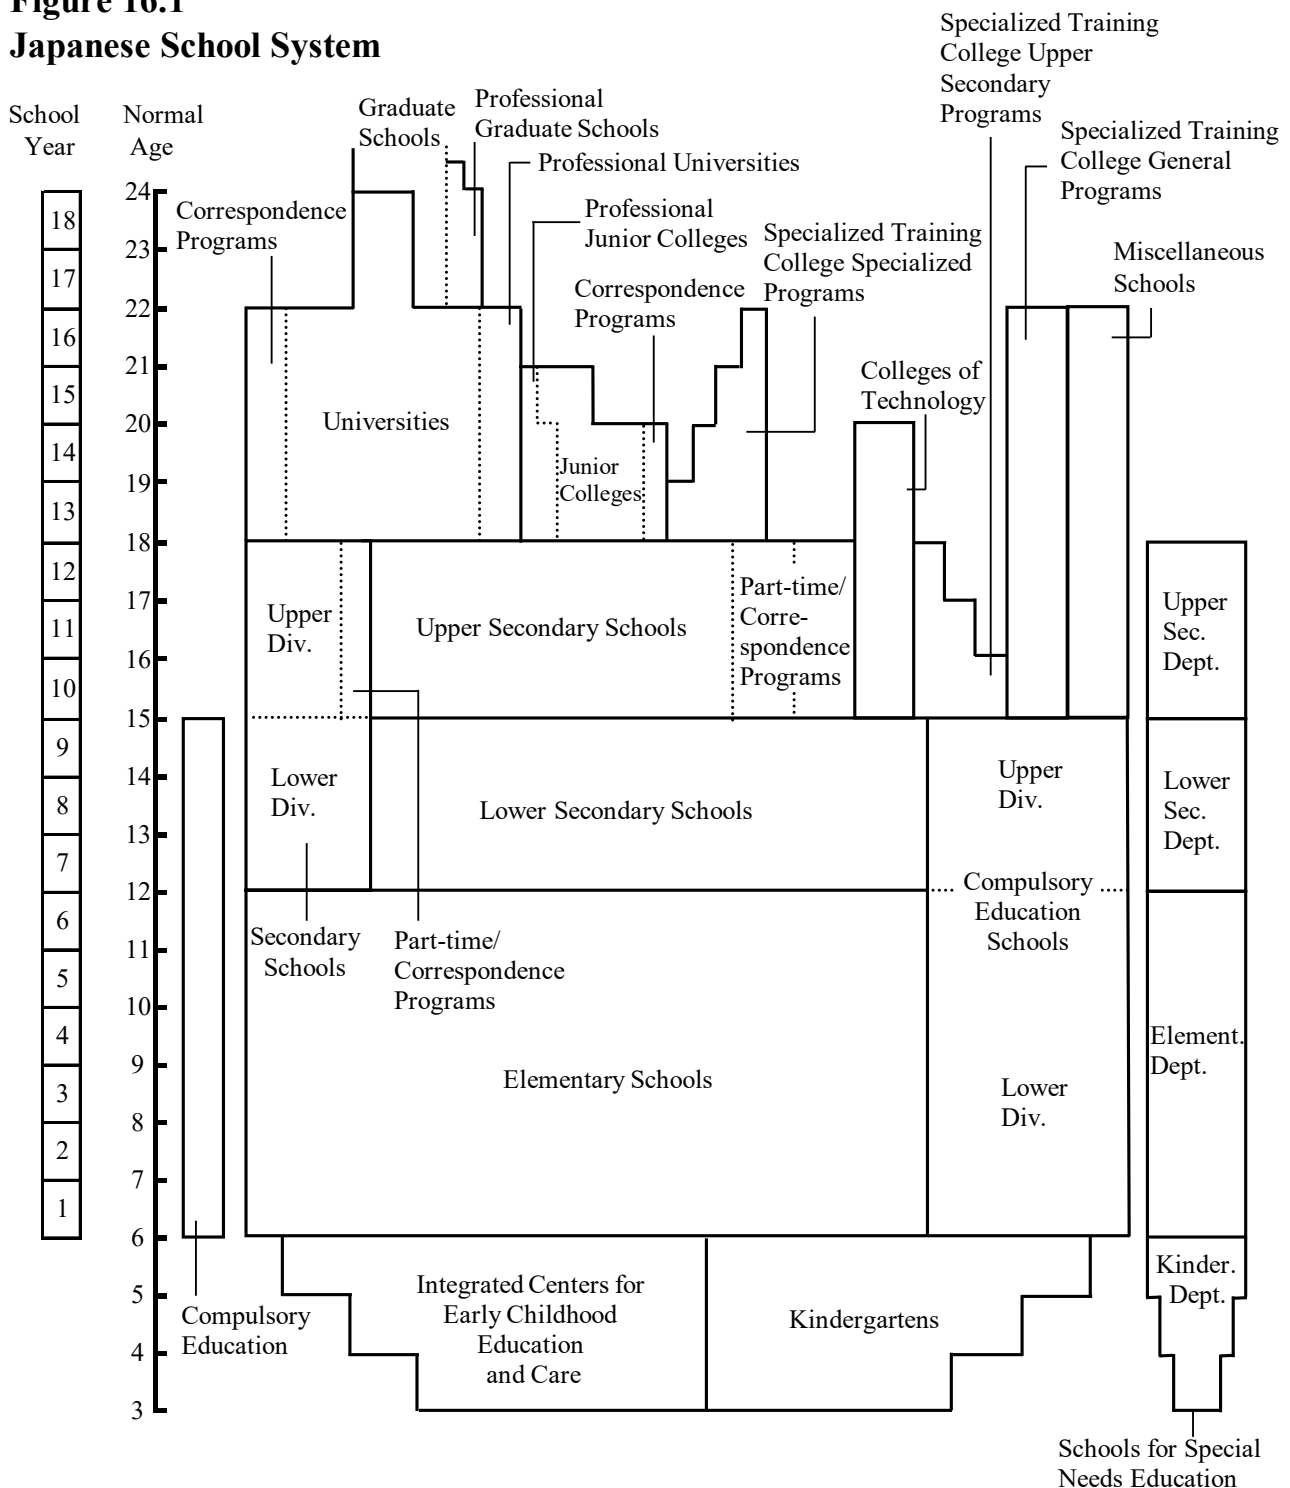 Figure 16.1
Japanese School System
School
Year
Normal
Age
18
17
16
15
14
13
12
11
10
9
8
7
6
5
4
3
2
1
24
23
22
21
20
19
18
17
16
15
14
13
12
11
10
9
8
7
6
5
4
3
Graduate
Schools
Professional
Graduate Schools
Professional Universities
Correspondence
Programs
Professional
Junior Colleges
Correspondence
Programs
Specialized Training
College Specialized
Programs
Specialized Training
College Upper
Secondary
Programs
Specialized Training
College General
Programs
Miscellaneous
Schools
Colleges of
Technology
Universities
Junior
Colleges
Upper
Div.
Upper Secondary Schools
Part-time/
Corre-
spondence
Programs
Upper
Sec.
Dept.
Lower
Div.
Lower Secondary Schools
Upper
Div.
Lower
Sec.
Dept.
Compulsory
Education
Schools
Secondary
Schools
Part-time/
Correspondence
Programs
Elementary Schools
Lower
Div.
Element.
Dept.
Compulsory
Education
Integrated Centers for
Early Childhood
Education
and Care
Kindergartens
Kinder.
Dept.
Schools for Special
Needs Education